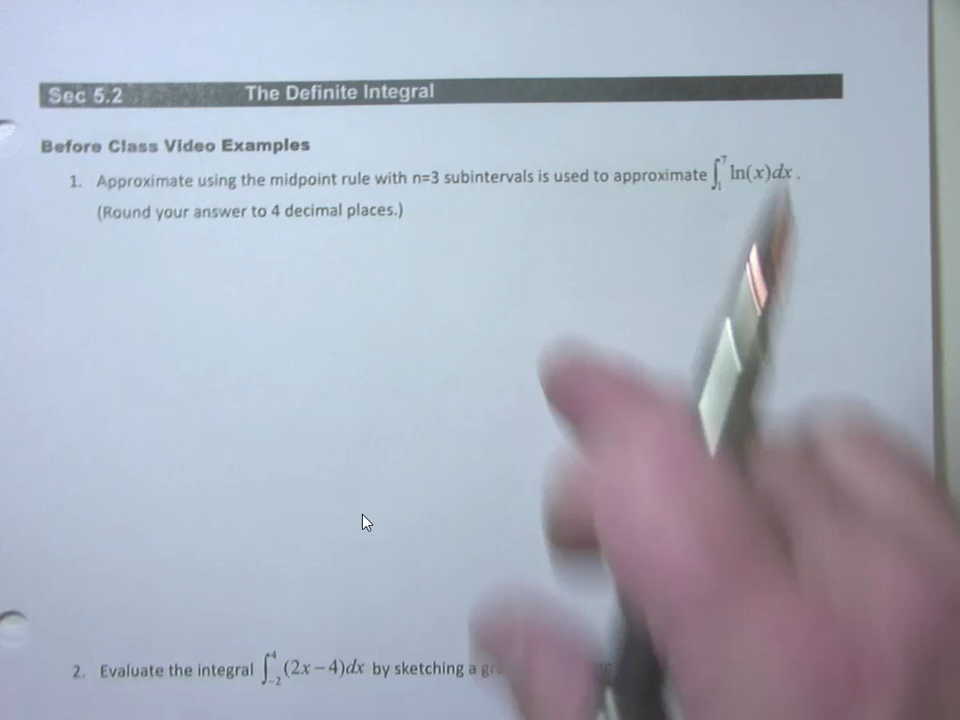 Sec 5.2 The Definite Integral
Before Class Video Examples
1. Approximate using the midpoint rule with n=3 subintervals is used to approximate ∫₁⁷ ln(x)dx.
(Round your answer to 4 decimal places.)
2. Evaluate the integral ∫₋₂⁴ (2x−4)dx by sketching a